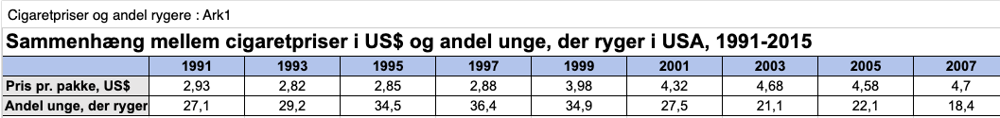 Cigaretpriser og andel rygere : Ark1
Sammenhæng mellem cigaretpriser i US$ og andel unge, der ryger i USA, 1991-2015
1991 1993 1995 1997 1999 2001 2003 2005 2007
Pris pr. pakke, US$ 2,93 2,82 2,85 2,88 3,98 4,32 4,68 4,58 4,7
Andel unge, der ryger 27,1 29,2 34,5 36,4 34,9 27,5 21,1 22,1 18,4